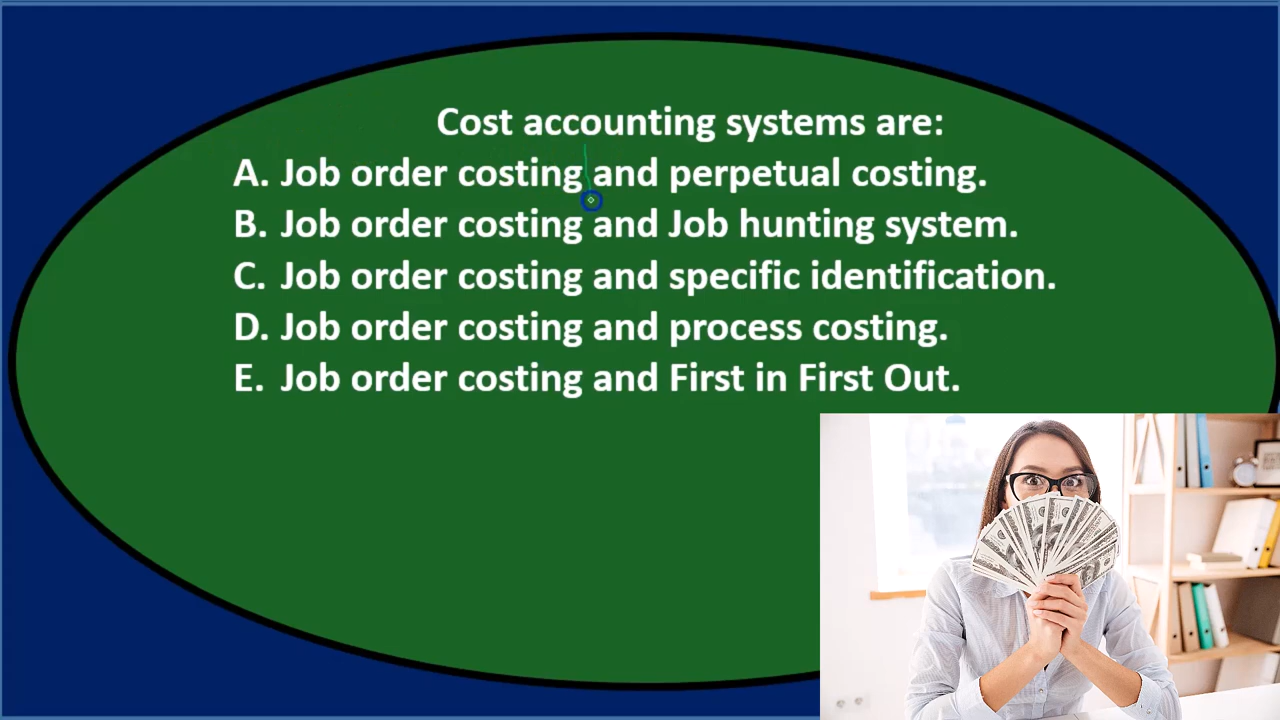 Cost accounting systems are:
A. Job order costing and perpetual costing.
B. Job order costing and Job hunting system.
C. Job order costing and specific identification.
D. Job order costing and process costing.
E. Job order costing and First in First Out.